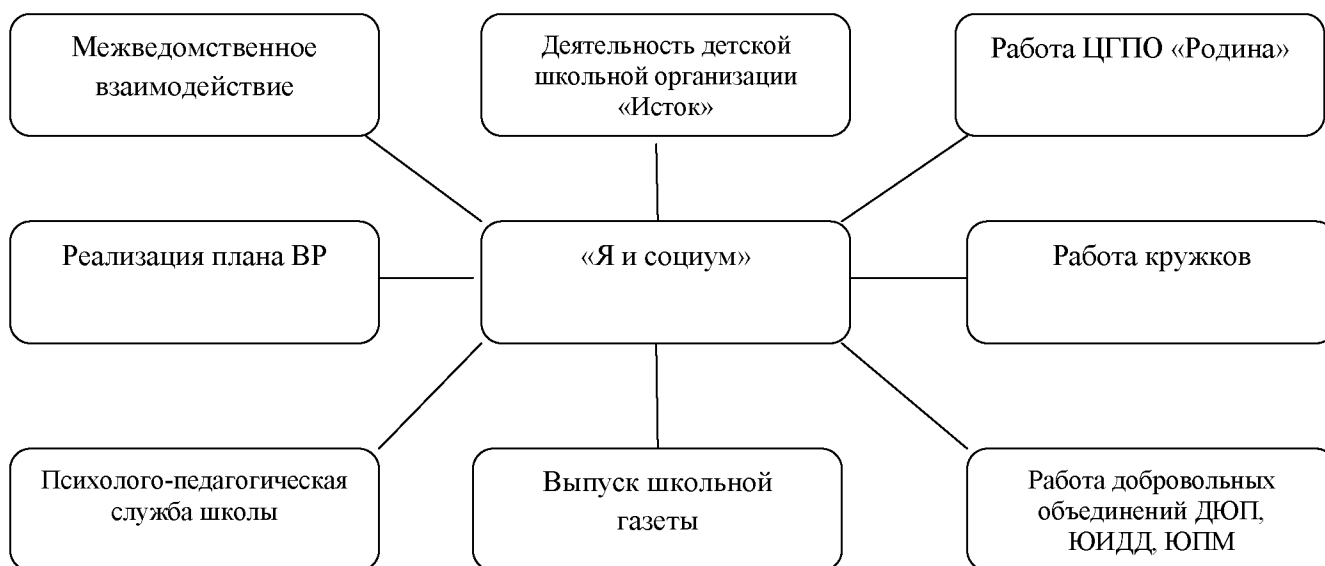 Межведомственное
взаимодействие
Деятельность детской
школьной организации
«Исток»
Работа ЦГПО «Родина»
Реализация плана ВР
«Я и социум»
Работа кружков
Психолого-педагогическая
служба школы
Выпуск школьной
газеты
Работа добровольных
объединений ДЮП,
ЮИДД, ЮПМ